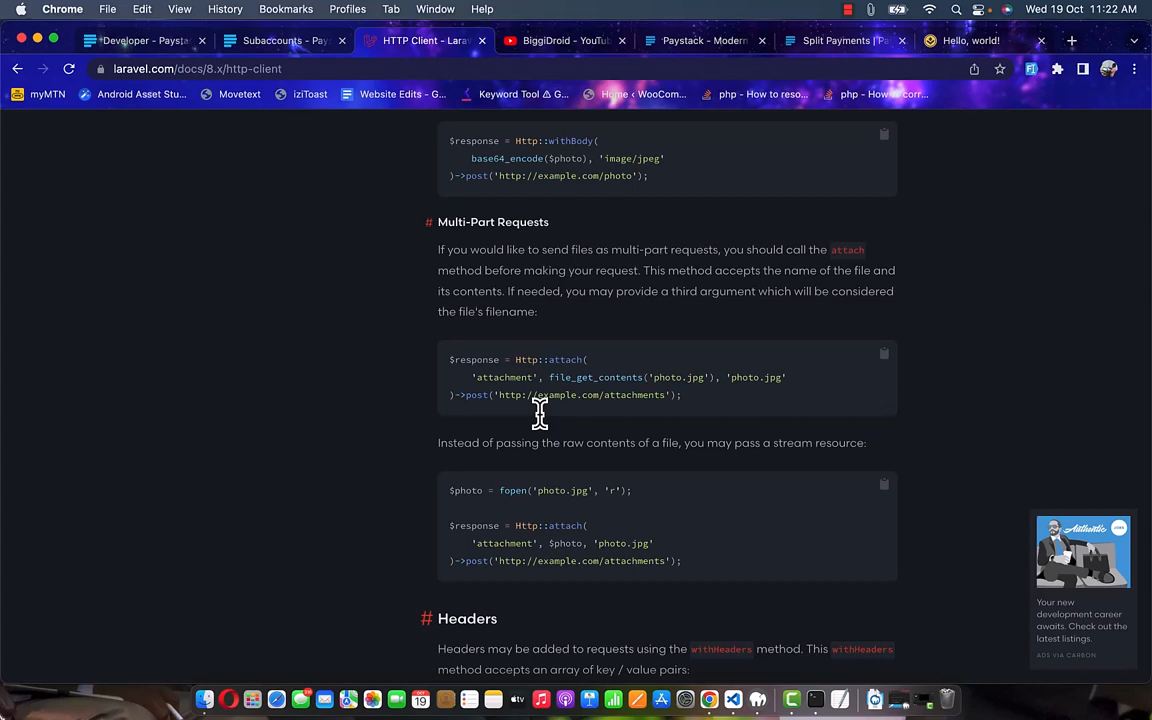 Chrome File Edit View History Bookmarks Profiles Tab Window Help Wed 19 Oct 11:22 AM
Developer - Paysta Subaccounts - Pay HTTP Client - Larav BiggiDroid - YouTube Paystack - Modern Split Payments | Pa Hello, world!
laravel.com/docs/8.x/http-client
myMTN Android Asset Stu... Movetext iziToast Website Edits - G... Keyword Tool ⚠ G... Home ‹ WooCom... php - How to reso... php - How to corr...
$response = Http::withBody(
base64_encode($photo), 'image/jpeg'
)->post('http://example.com/photo');
# Multi-Part Requests
If you would like to send files as multi-part requests, you should call the attach
method before making your request. This method accepts the name of the file and
its contents. If needed, you may provide a third argument which will be considered
the file's filename:
$response = Http::attach(
'attachment', file_get_contents('photo.jpg'), 'photo.jpg'
)->post('http://example.com/attachments');
Instead of passing the raw contents of a file, you may pass a stream resource:
$photo = fopen('photo.jpg', 'r');
$response = Http::attach(
'attachment', $photo, 'photo.jpg'
)->post('http://example.com/attachments');
# Headers
Headers may be added to requests using the withHeaders method. This withHeaders
method accepts an array of key / value pairs:
Authentic JOBS
Your new
development career
awaits. Check out the
latest listings.
ADS VIA CARBON